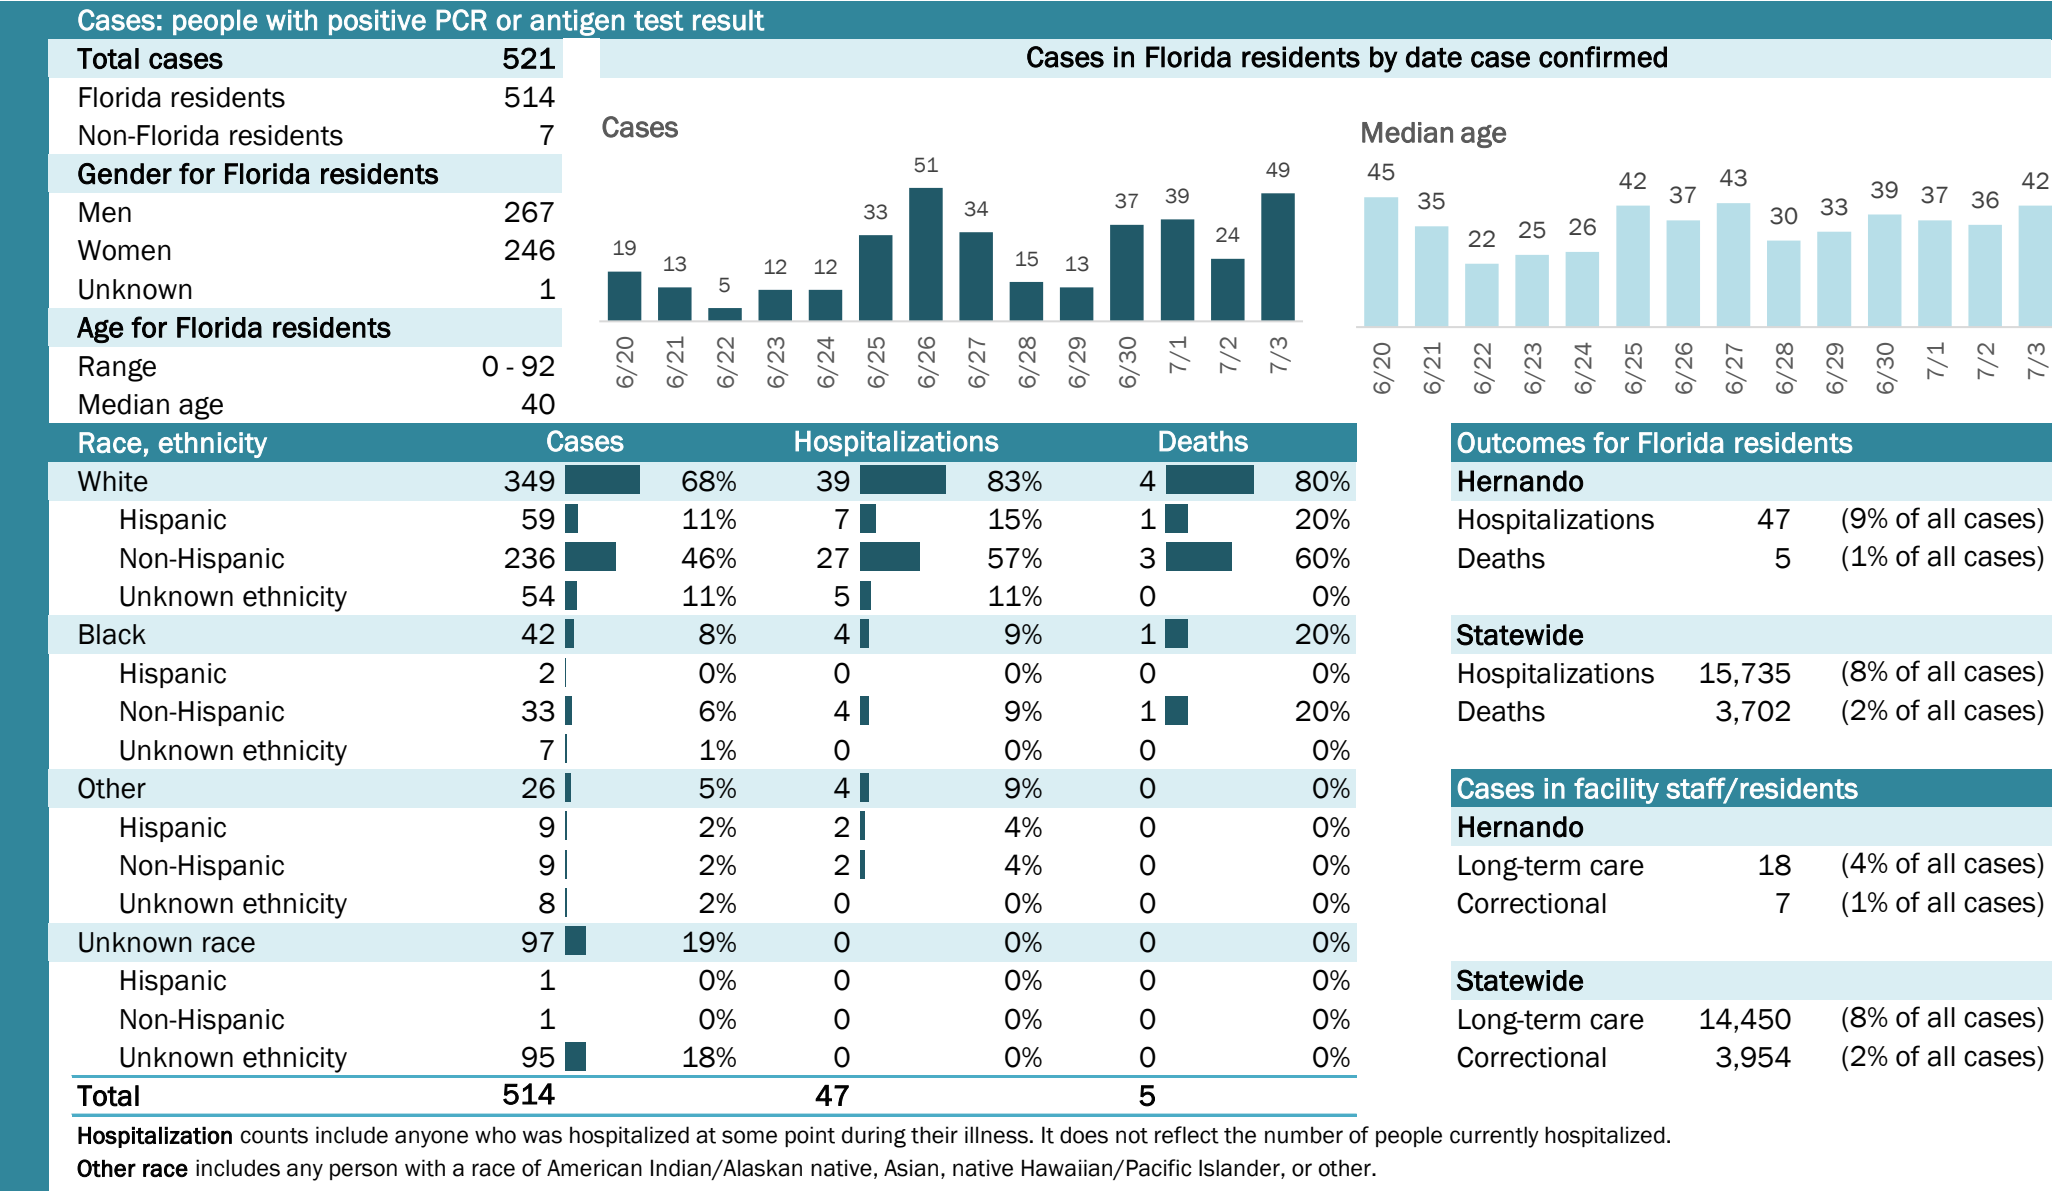 Cases: people with positive PCR or antigen test result
Total cases 521
Florida residents 514
Non-Florida residents 7
Gender for Florida residents
Men 267
Women 246
Unknown 1
Age for Florida residents
Range 0 - 92
Median age 40
Cases in Florida residents by date case confirmed
Cases
19 13 5 12 12 33 51 34 15 13 37 39 24 49
6/20 6/21 6/22 6/23 6/24 6/25 6/26 6/27 6/28 6/29 6/30 7/1 7/2 7/3
Median age
45 35 22 25 26 42 37 43 30 33 39 37 36 42
6/20 6/21 6/22 6/23 6/24 6/25 6/26 6/27 6/28 6/29 6/30 7/1 7/2 7/3
Race, ethnicity Cases Hospitalizations Deaths
White 349 68% 39 83% 4 80%
Hispanic 59 11% 7 15% 1 20%
Non-Hispanic 236 46% 27 57% 3 60%
Unknown ethnicity 54 11% 5 11% 0 0%
Black 42 8% 4 9% 1 20%
Hispanic 2 0% 0 0% 0 0%
Non-Hispanic 33 6% 4 9% 1 20%
Unknown ethnicity 7 1% 0 0% 0 0%
Other 26 5% 4 9% 0 0%
Hispanic 9 2% 2 4% 0 0%
Non-Hispanic 9 2% 2 4% 0 0%
Unknown ethnicity 8 2% 0 0% 0 0%
Unknown race 97 19% 0 0% 0 0%
Hispanic 1 0% 0 0% 0 0%
Non-Hispanic 1 0% 0 0% 0 0%
Unknown ethnicity 95 18% 0 0% 0 0%
Total 514 47 5
Outcomes for Florida residents
Hernando
Hospitalizations 47 (9% of all cases)
Deaths 5 (1% of all cases)
Statewide
Hospitalizations 15,735 (8% of all cases)
Deaths 3,702 (2% of all cases)
Cases in facility staff/residents
Hernando
Long-term care 18 (4% of all cases)
Correctional 7 (1% of all cases)
Statewide
Long-term care 14,450 (8% of all cases)
Correctional 3,954 (2% of all cases)
Hospitalization counts include anyone who was hospitalized at some point during their illness. It does not reflect the number of people currently hospitalized.
Other race includes any person with a race of American Indian/Alaskan native, Asian, native Hawaiian/Pacific Islander, or other.